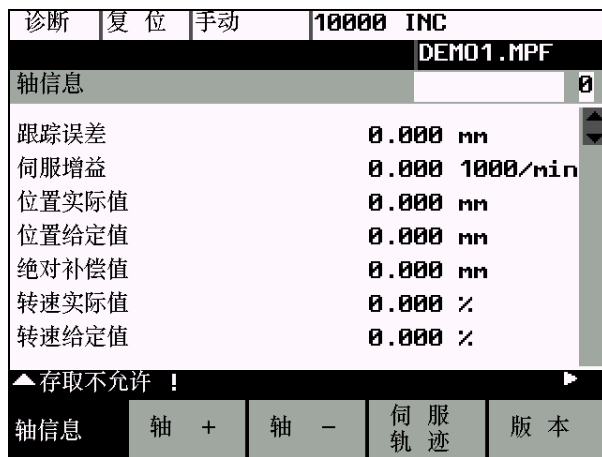 诊断 复 位 手动 10000 INC
DEMO1.MPF
轴信息 0
跟踪误差 0.000 mm
伺服增益 0.000 1000/min
位置实际值 0.000 mm
位置给定值 0.000 mm
绝对补偿值 0.000 mm
转速实际值 0.000 %
转速给定值 0.000 %
存取不允许 !
轴信息 轴 + 轴 - 伺 服 版 本
轨 迹